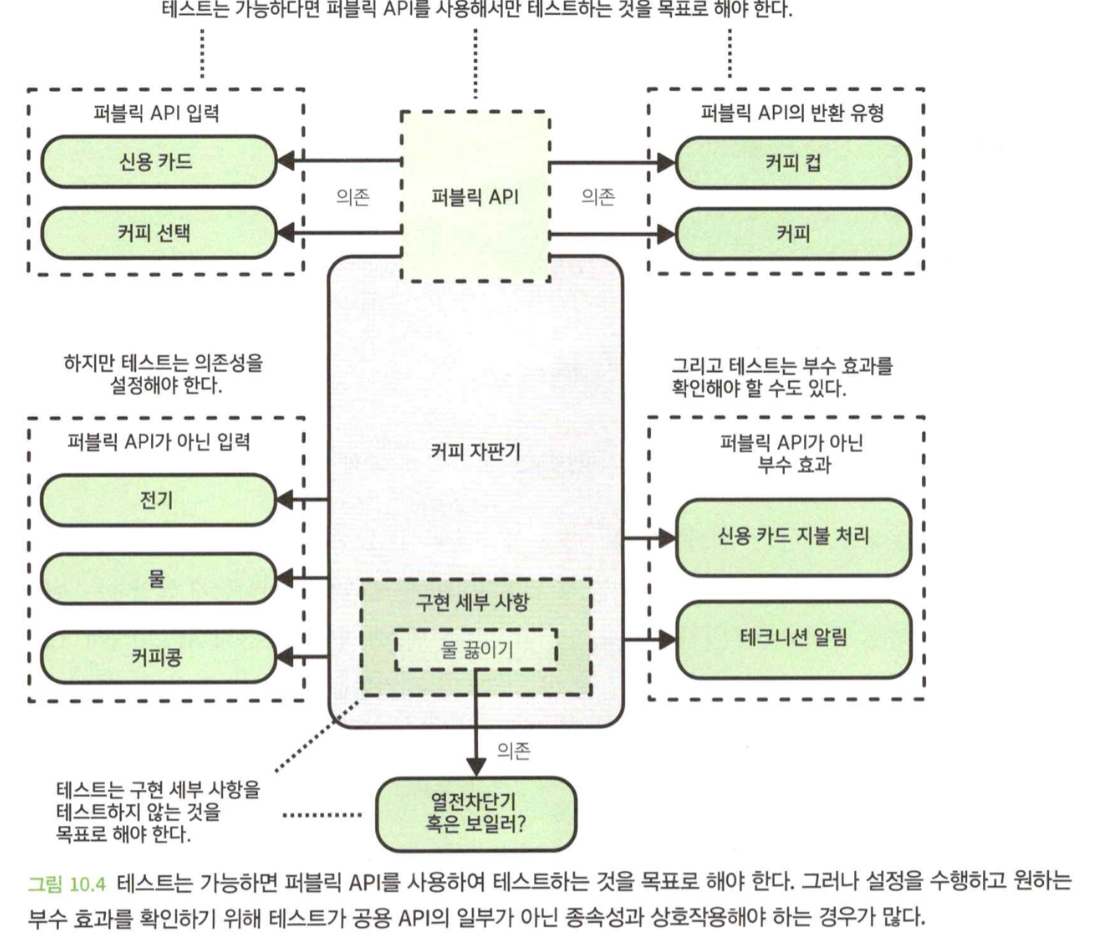 테스트는 가능하다면 퍼블릭 API를 사용해서만 테스트하는 것을 목표로 해야 한다.
퍼블릭 API 입력
신용 카드
커피 선택
의존
퍼블릭 API
의존
퍼블릭 API의 반환 유형
커피 컵
커피
하지만 테스트는 의존성을
설정해야 한다.
그리고 테스트는 부수 효과를
확인해야 할 수도 있다.
퍼블릭 API가 아닌 입력
전기
물
커피콩
커피 자판기
구현 세부 사항
물 끓이기
퍼블릭 API가 아닌
부수 효과
신용 카드 지불 처리
테크니션 알림
의존
열전차단기
혹은 보일러?
테스트는 구현 세부 사항을
테스트하지 않는 것을
목표로 해야 한다.
그림 10.4 테스트는 가능하면 퍼블릭 API를 사용하여 테스트하는 것을 목표로 해야 한다. 그러나 설정을 수행하고 원하는
부수 효과를 확인하기 위해 테스트가 공용 API의 일부가 아닌 종속성과 상호작용해야 하는 경우가 많다.